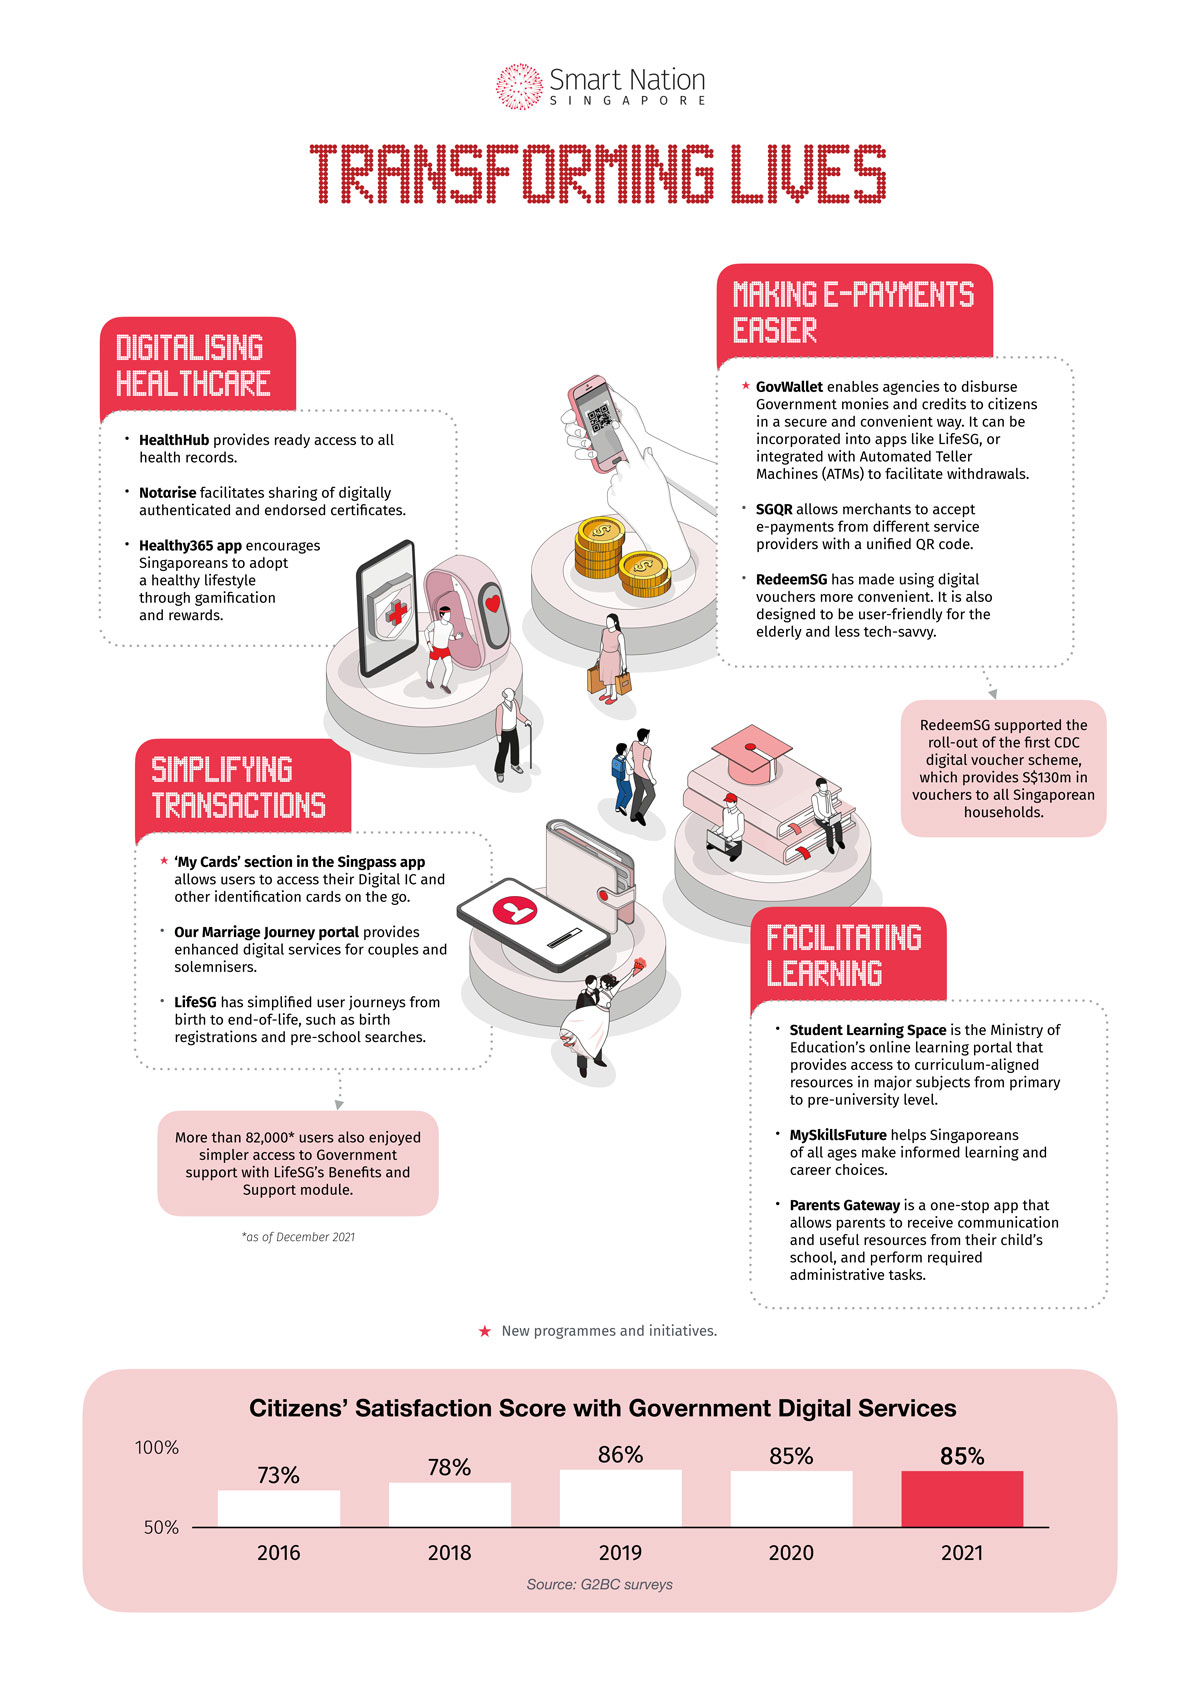 Smart Nation
SINGAPORE
TRANSFORMING LIVES
MAKING E-PAYMENTS
EASIER
★ GovWallet enables agencies to disburse
Government monies and credits to citizens
in a secure and convenient way. It can be
incorporated into apps like LifeSG, or
integrated with Automated Teller
Machines (ATMs) to facilitate withdrawals.
• SGQR allows merchants to accept
e-payments from different service
providers with a unified QR code.
• RedeemSG has made using digital
vouchers more convenient. It is also
designed to be user-friendly for the
elderly and less tech-savvy.
RedeemSG supported the
roll-out of the first CDC
digital voucher scheme,
which provides S$130m in
vouchers to all Singaporean
households.
DIGITALISING
HEALTHCARE
• HealthHub provides ready access to all
health records.
• Notarise facilitates sharing of digitally
authenticated and endorsed certificates.
• Healthy365 app encourages
Singaporeans to adopt
a healthy lifestyle
through gamification
and rewards.
SIMPLIFYING
TRANSACTIONS
★ ‘My Cards’ section in the Singpass app
allows users to access their Digital IC and
other identification cards on the go.
• Our Marriage Journey portal provides
enhanced digital services for couples and
solemnisers.
• LifeSG has simplified user journeys from
birth to end-of-life, such as birth
registrations and pre-school searches.
More than 82,000* users also enjoyed
simpler access to Government
support with LifeSG’s Benefits and
Support module.
*as of December 2021
FACILITATING
LEARNING
• Student Learning Space is the Ministry of
Education’s online learning portal that
provides access to curriculum-aligned
resources in major subjects from primary
to pre-university level.
• MySkillsFuture helps Singaporeans
of all ages make informed learning and
career choices.
• Parents Gateway is a one-stop app that
allows parents to receive communication
and useful resources from their child’s
school, and perform required
administrative tasks.
★ New programmes and initiatives.
Citizens’ Satisfaction Score with Government Digital Services
100%
73% 78% 86% 85% 85%
50%
2016 2018 2019 2020 2021
Source: G2BC surveys